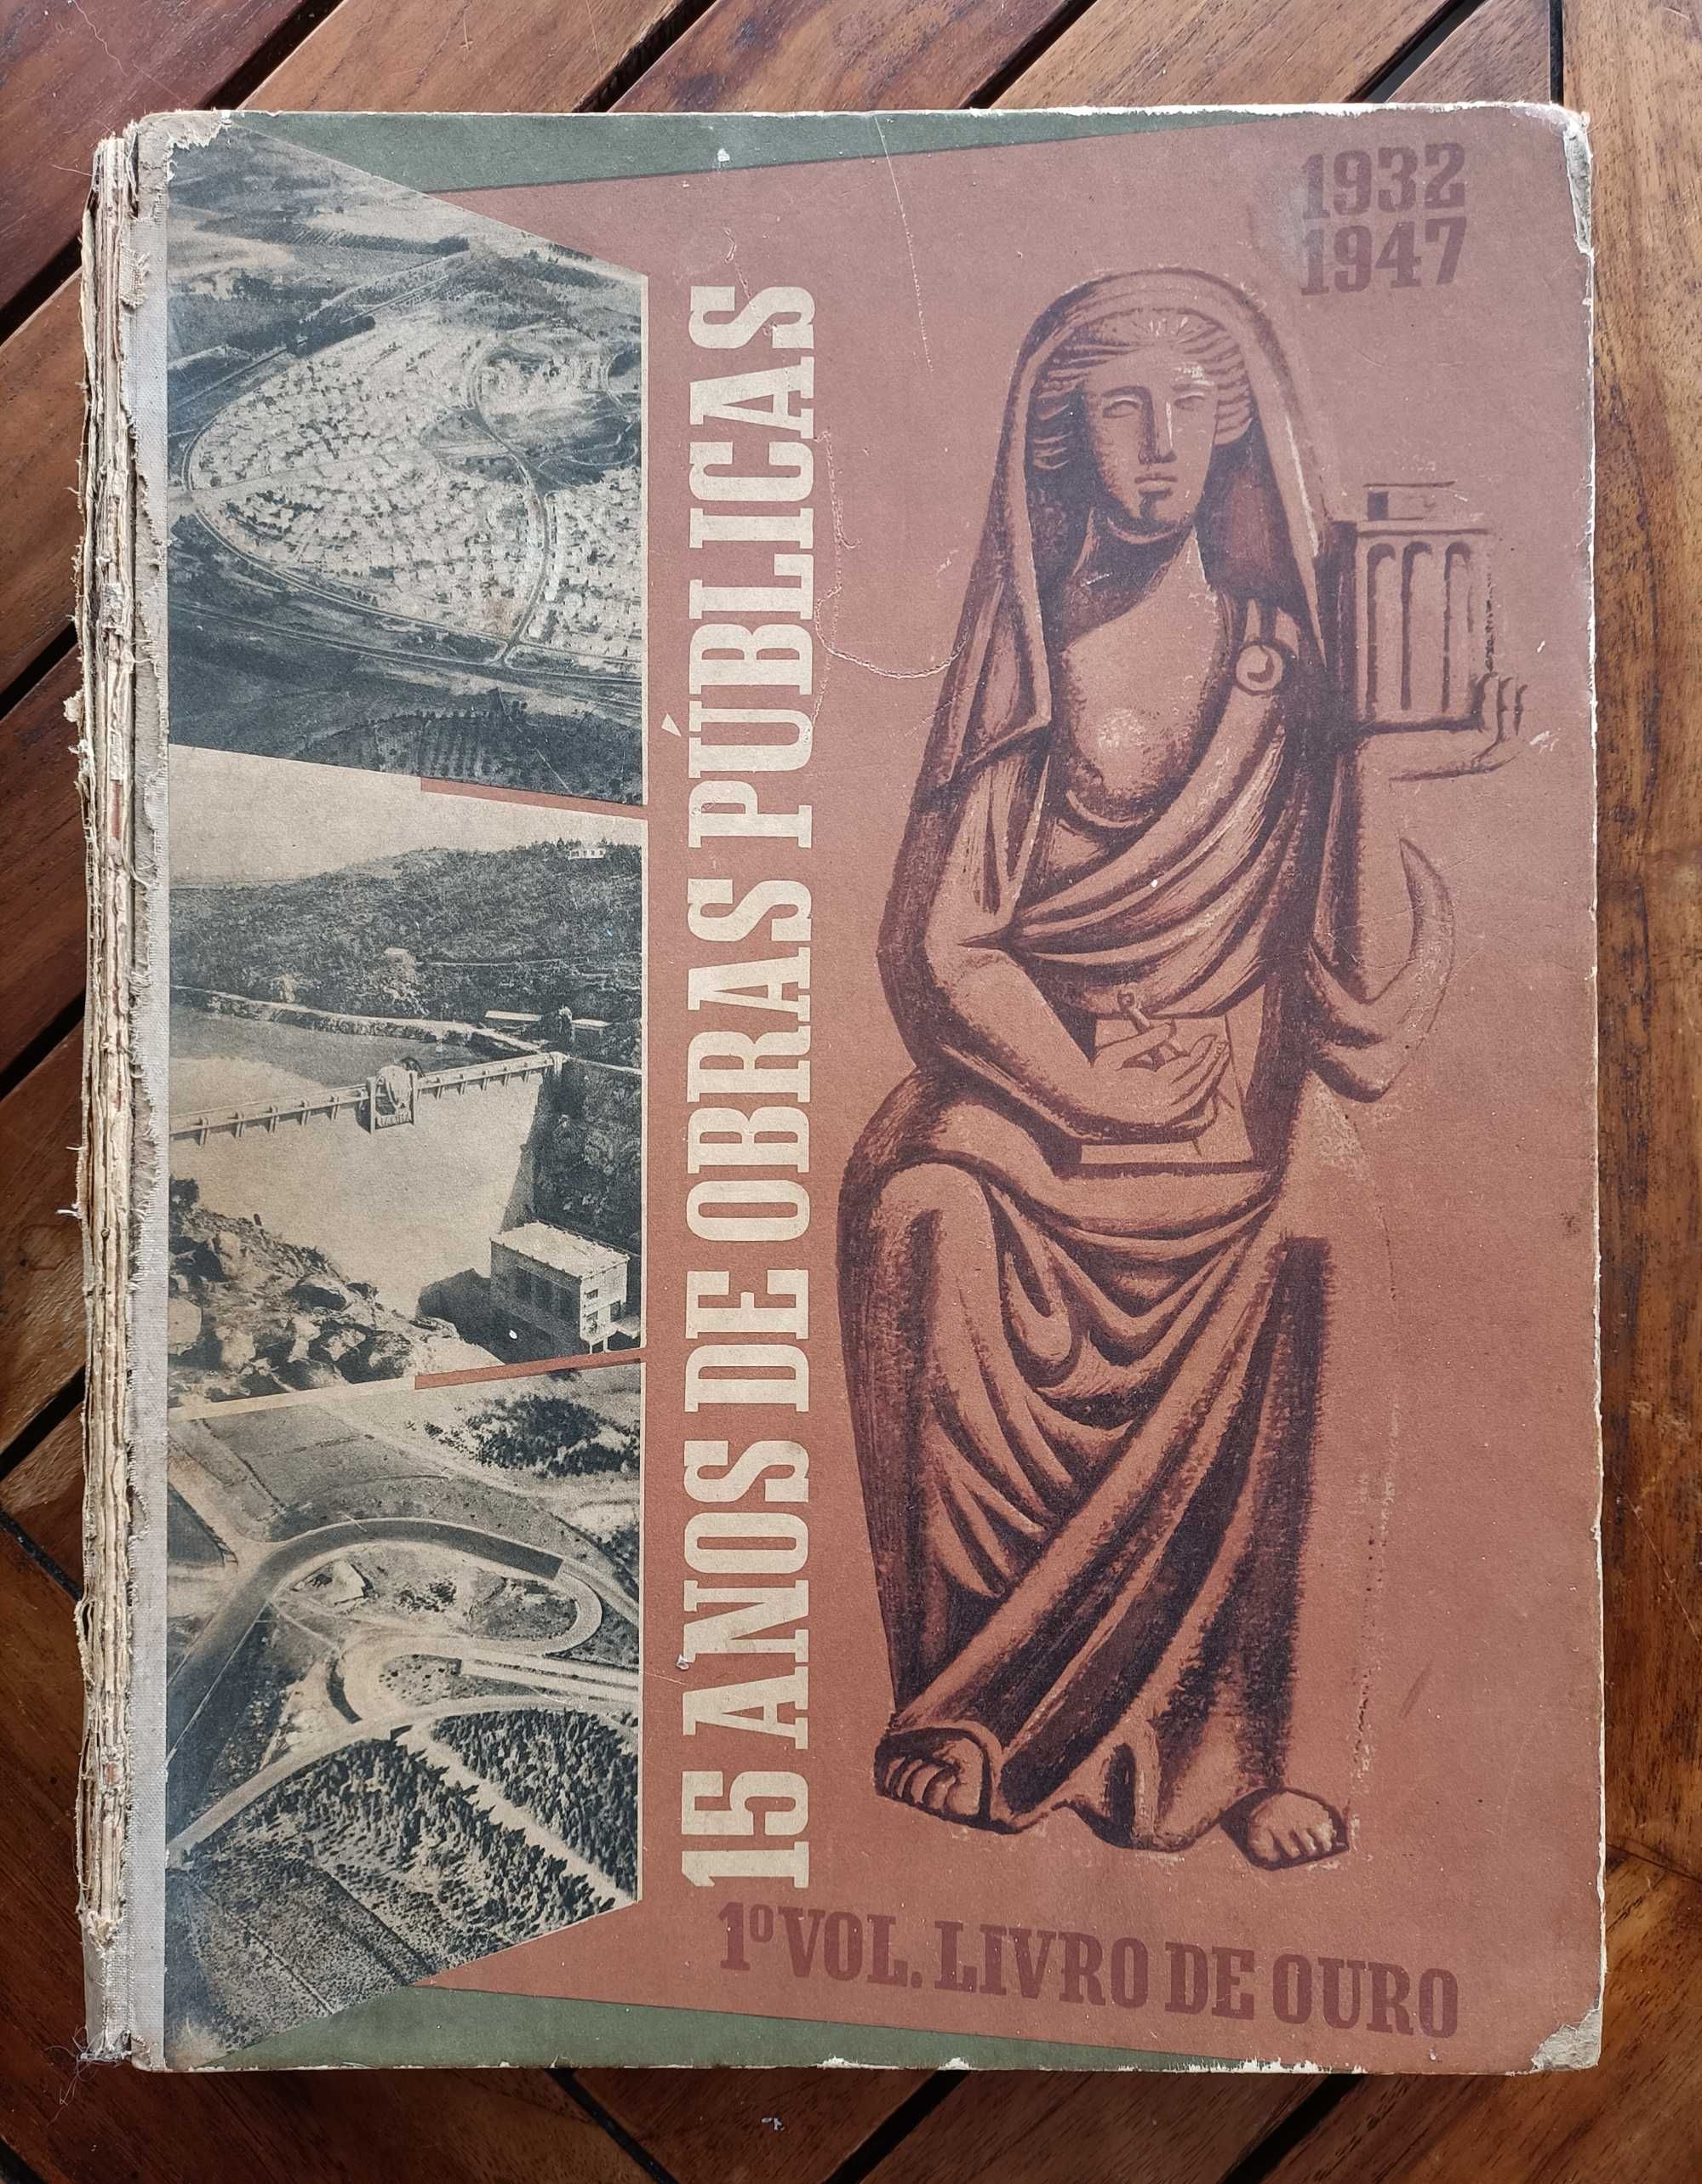 1932
1947
15 ANOS DE OBRAS PÚBLICAS
1º VOL. LIVRO DE OURO